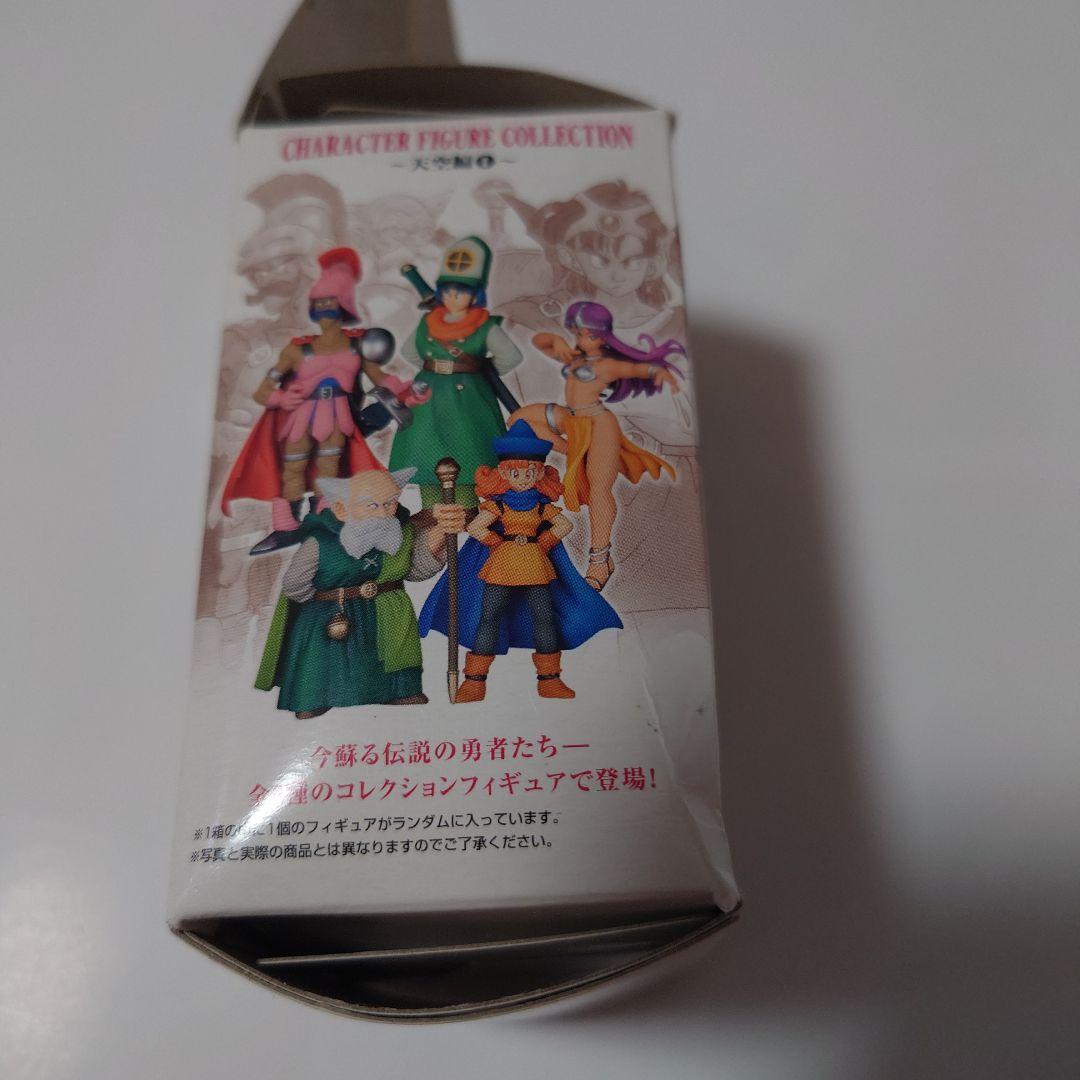 CHARACTER FIGURE COLLECTION
～天空編❶～
今蘇る伝説の勇者たち―
全 種のコレクションフィギュアで登場！
※1箱の中に1個のフィギュアがランダムに入っています。
※写真と実際の商品とは異なりますのでご了承ください。